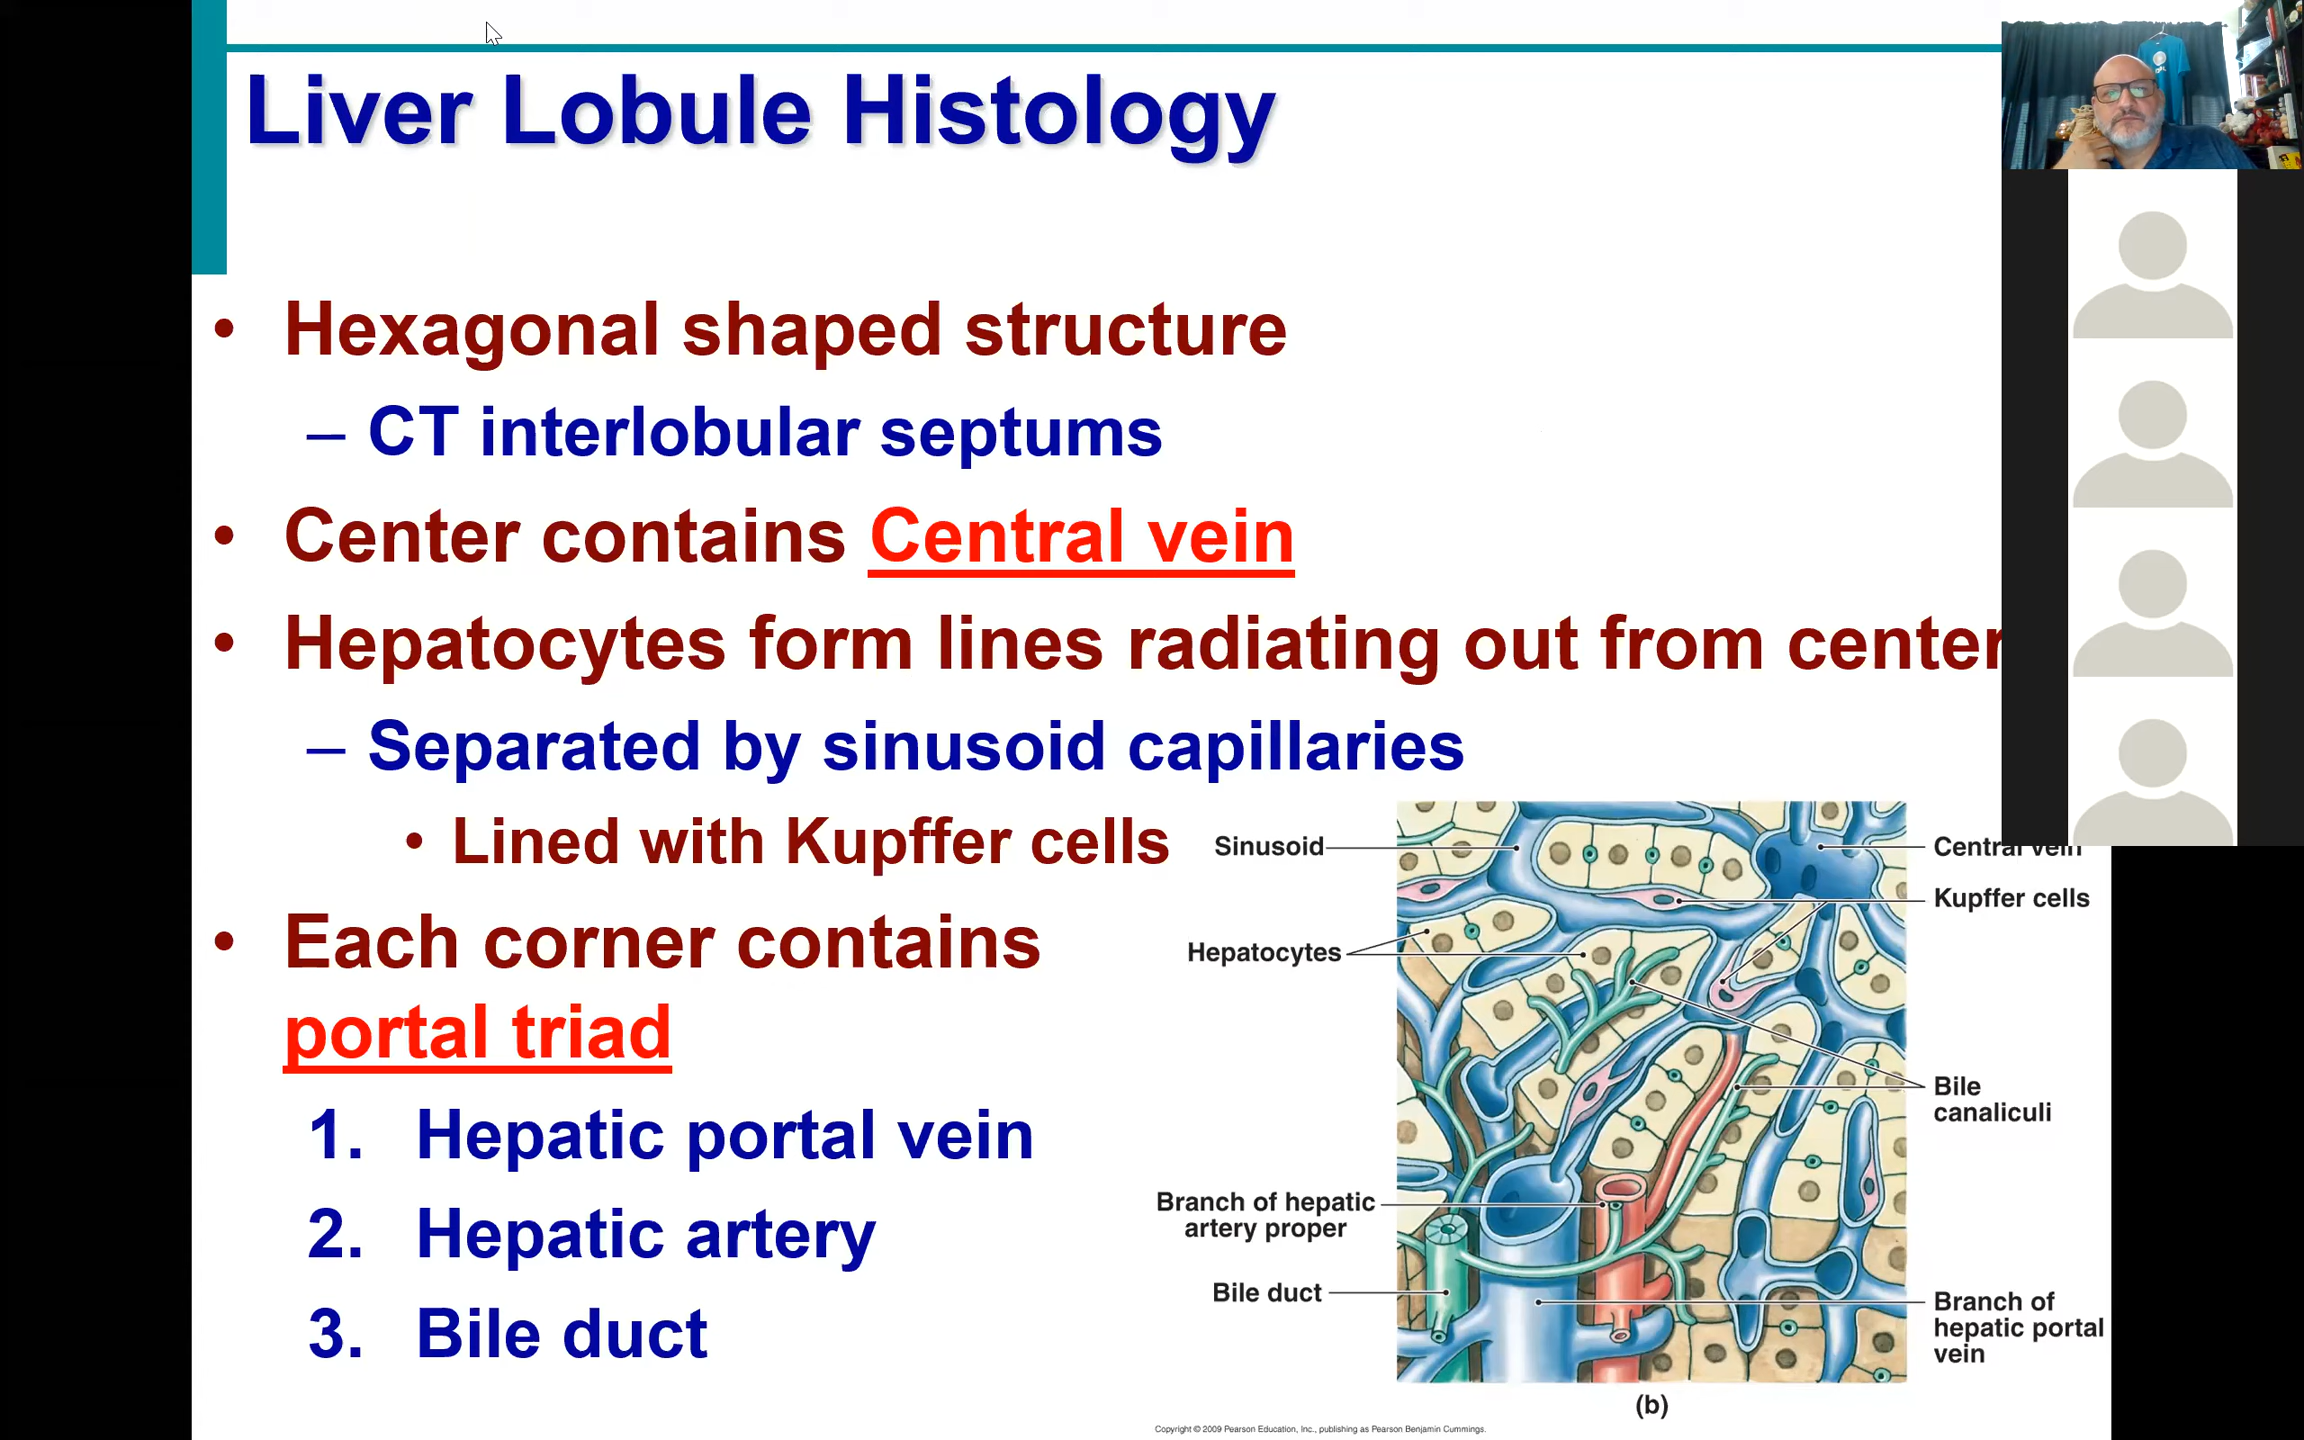 Liver Lobule Histology
• Hexagonal shaped structure
– CT interlobular septums
• Center contains Central vein
• Hepatocytes form lines radiating out from center
– Separated by sinusoid capillaries
• Lined with Kupffer cells
• Each corner contains
portal triad
1. Hepatic portal vein
2. Hepatic artery
3. Bile duct
Sinusoid
Hepatocytes
Branch of hepatic
artery proper
Bile duct
Central vein
Kupffer cells
Bile
canaliculi
Branch of
hepatic portal
vein
(b)
Copyright © 2009 Pearson Education, Inc., publishing as Pearson Benjamin Cummings.